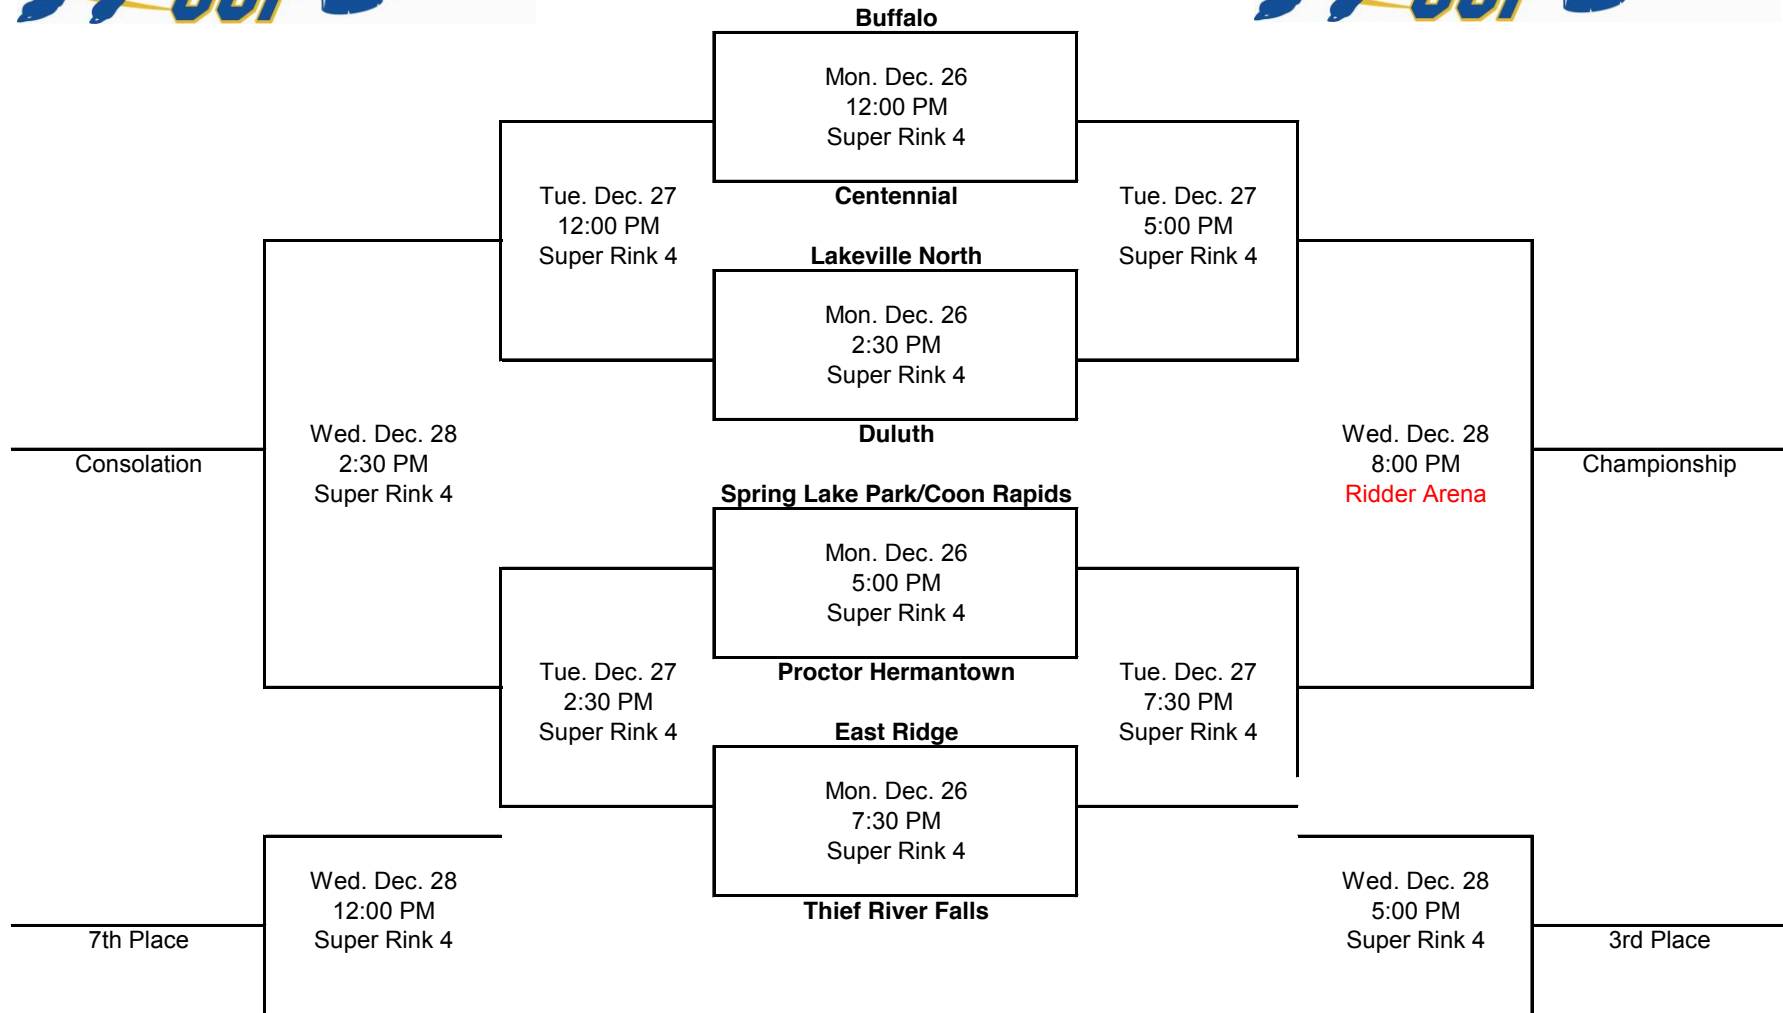 Buffalo
Mon. Dec. 26
12:00 PM
Super Rink 4
Centennial
Tue. Dec. 27
12:00 PM
Super Rink 4
Tue. Dec. 27
5:00 PM
Super Rink 4
Lakeville North
Mon. Dec. 26
2:30 PM
Super Rink 4
Duluth
Wed. Dec. 28
2:30 PM
Super Rink 4
Consolation
Wed. Dec. 28
8:00 PM
Ridder Arena
Championship
Spring Lake Park/Coon Rapids
Mon. Dec. 26
5:00 PM
Super Rink 4
Proctor Hermantown
Tue. Dec. 27
2:30 PM
Super Rink 4
Tue. Dec. 27
7:30 PM
Super Rink 4
East Ridge
Mon. Dec. 26
7:30 PM
Super Rink 4
Thief River Falls
Wed. Dec. 28
12:00 PM
Super Rink 4
7th Place
Wed. Dec. 28
5:00 PM
Super Rink 4
3rd Place